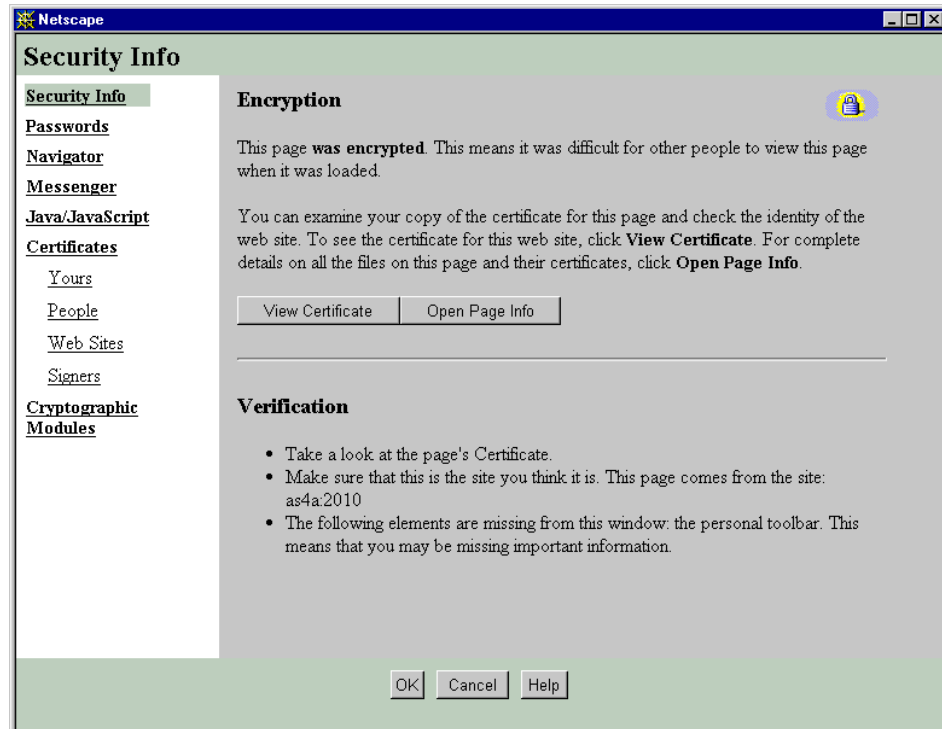 Netscape
Security Info
Security Info
Passwords
Navigator
Messenger
Java/JavaScript
Certificates
Yours
People
Web Sites
Signers
Cryptographic
Modules
Encryption
This page was encrypted. This means it was difficult for other people to view this page
when it was loaded.
You can examine your copy of the certificate for this page and check the identity of the
web site. To see the certificate for this web site, click View Certificate. For complete
details on all the files on this page and their certificates, click Open Page Info.
View Certificate
Open Page Info
Verification
• Take a look at the page's Certificate.
• Make sure that this is the site you think it is. This page comes from the site:
as4a:2010
• The following elements are missing from this window: the personal toolbar. This
means that you may be missing important information.
OK
Cancel
Help